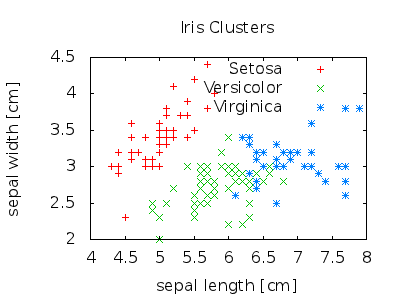 Iris Clusters
4.5
4
3.5
3
2.5
2
4 4.5 5 5.5 6 6.5 7 7.5 8
sepal width [cm]
sepal length [cm]
Setosa
Versicolor
Virginica